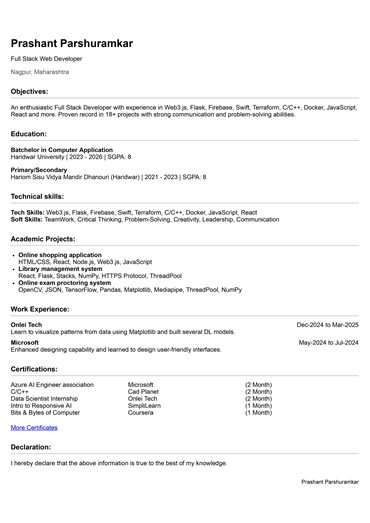 Prashant Parshuramkar
Full Stack Web Developer
Nagpur, Maharashtra
Objectives:
An enthusiastic Full Stack Developer with experience in Web3.js, Flask, Firebase, Swift, Terraform, C/C++, Docker, JavaScript,
React and more. Proven record in 18+ projects with strong communication and problem-solving abilities.
Education:
Batchelor in Computer Application
Haridwar University | 2023 - 2026 | SGPA: 8
Primary/Secondary
Hariom Sisu Vidya Mandir Dhanouri (Haridwar) | 2021 - 2023 | SGPA: 8
Technical skills:
Tech Skills: Web3.js, Flask, Firebase, Swift, Terraform, C/C++, Docker, JavaScript, React
Soft Skills: TeamWork, Critical Thinking, Problem-Solving, Creativity, Leadership, Communication
Academic Projects:
• Online shopping application
HTML/CSS, React, Node.js, Web3.js, JavaScript
• Library management system
React, Flask, Stacks, NumPy, HTTPS Protocol, ThreadPool
• Online exam proctoring system
OpenCV, JSON, TensorFlow, Pandas, Matplotlib, Mediapipe, ThreadPool, NumPy
Work Experience:
Onlei Tech Dec-2024 to Mar-2025
Learn to visualize patterns from data using Matplotlib and built several DL models.
Microsoft May-2024 to Jul-2024
Enhanced designing capability and learned to design user-friendly interfaces.
Certifications:
Azure AI Engineer association Microsoft (2 Month)
C/C++ Cad Planet (2 Month)
Data Scientist Internship Onlei Tech (2 Month)
Intro to Responsive AI SimpliLearn (1 Month)
Bits & Bytes of Computer Coursera (1 Month)
More Certificates
Declaration:
I hereby declare that the above information is true to the best of my knowledge.
Prashant Parshuramkar